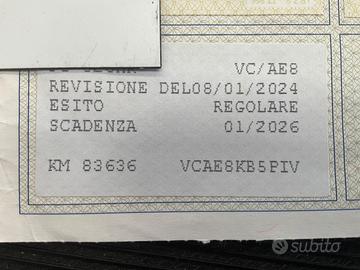 VC/AE8
REVISIONE DEL08/01/2024
ESITO REGOLARE
SCADENZA 01/2026
KM 83636 VCAE8KB5PIV
subito